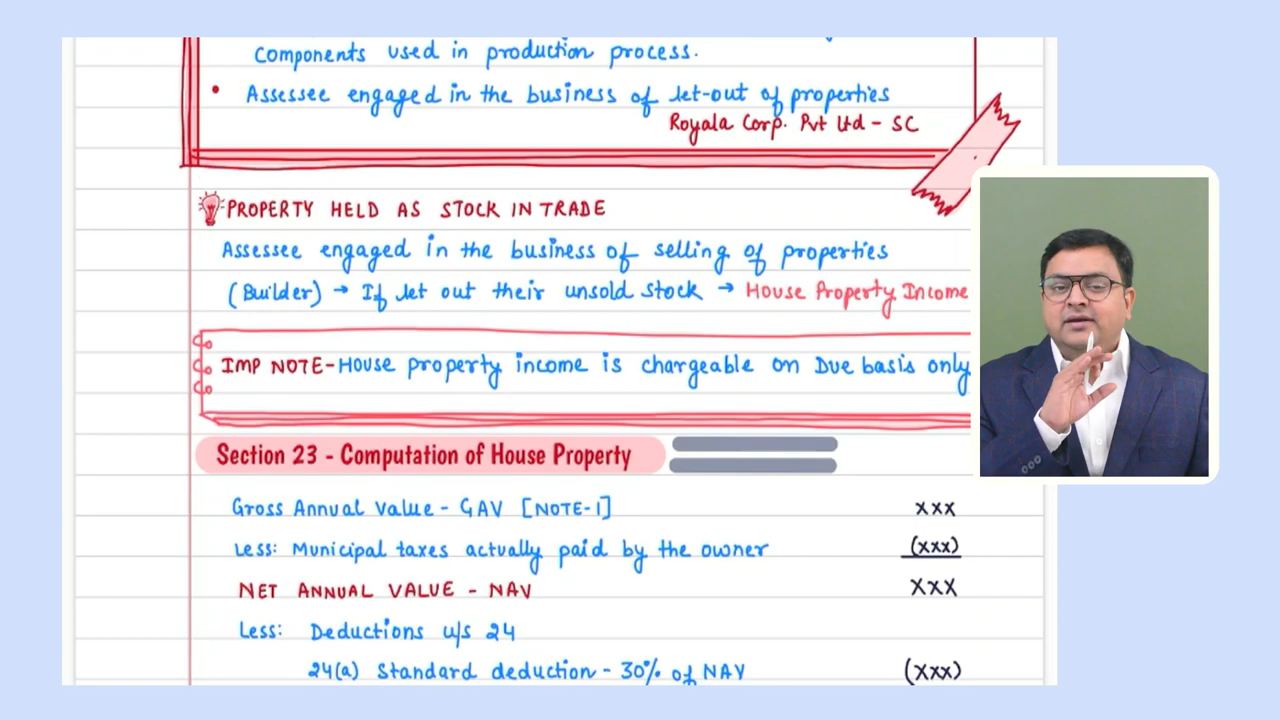 Components used in production process.
• Assessee engaged in the business of let-out of properties
Royala Corp. Pvt Ltd - SC
PROPERTY HELD AS STOCK IN TRADE
Assessee engaged in the business of selling of properties
(Builder) → If let out their unsold stock → House Property Income
IMP NOTE - House property income is chargeable on Due basis only
Section 23 - Computation of House Property
Gross Annual Value - GAV [NOTE-1] XXX
Less: Municipal taxes actually paid by the owner (xxx)
NET ANNUAL VALUE - NAV XXX
Less: Deductions u/s 24
24(a) Standard deduction - 30% of NAV (XXX)